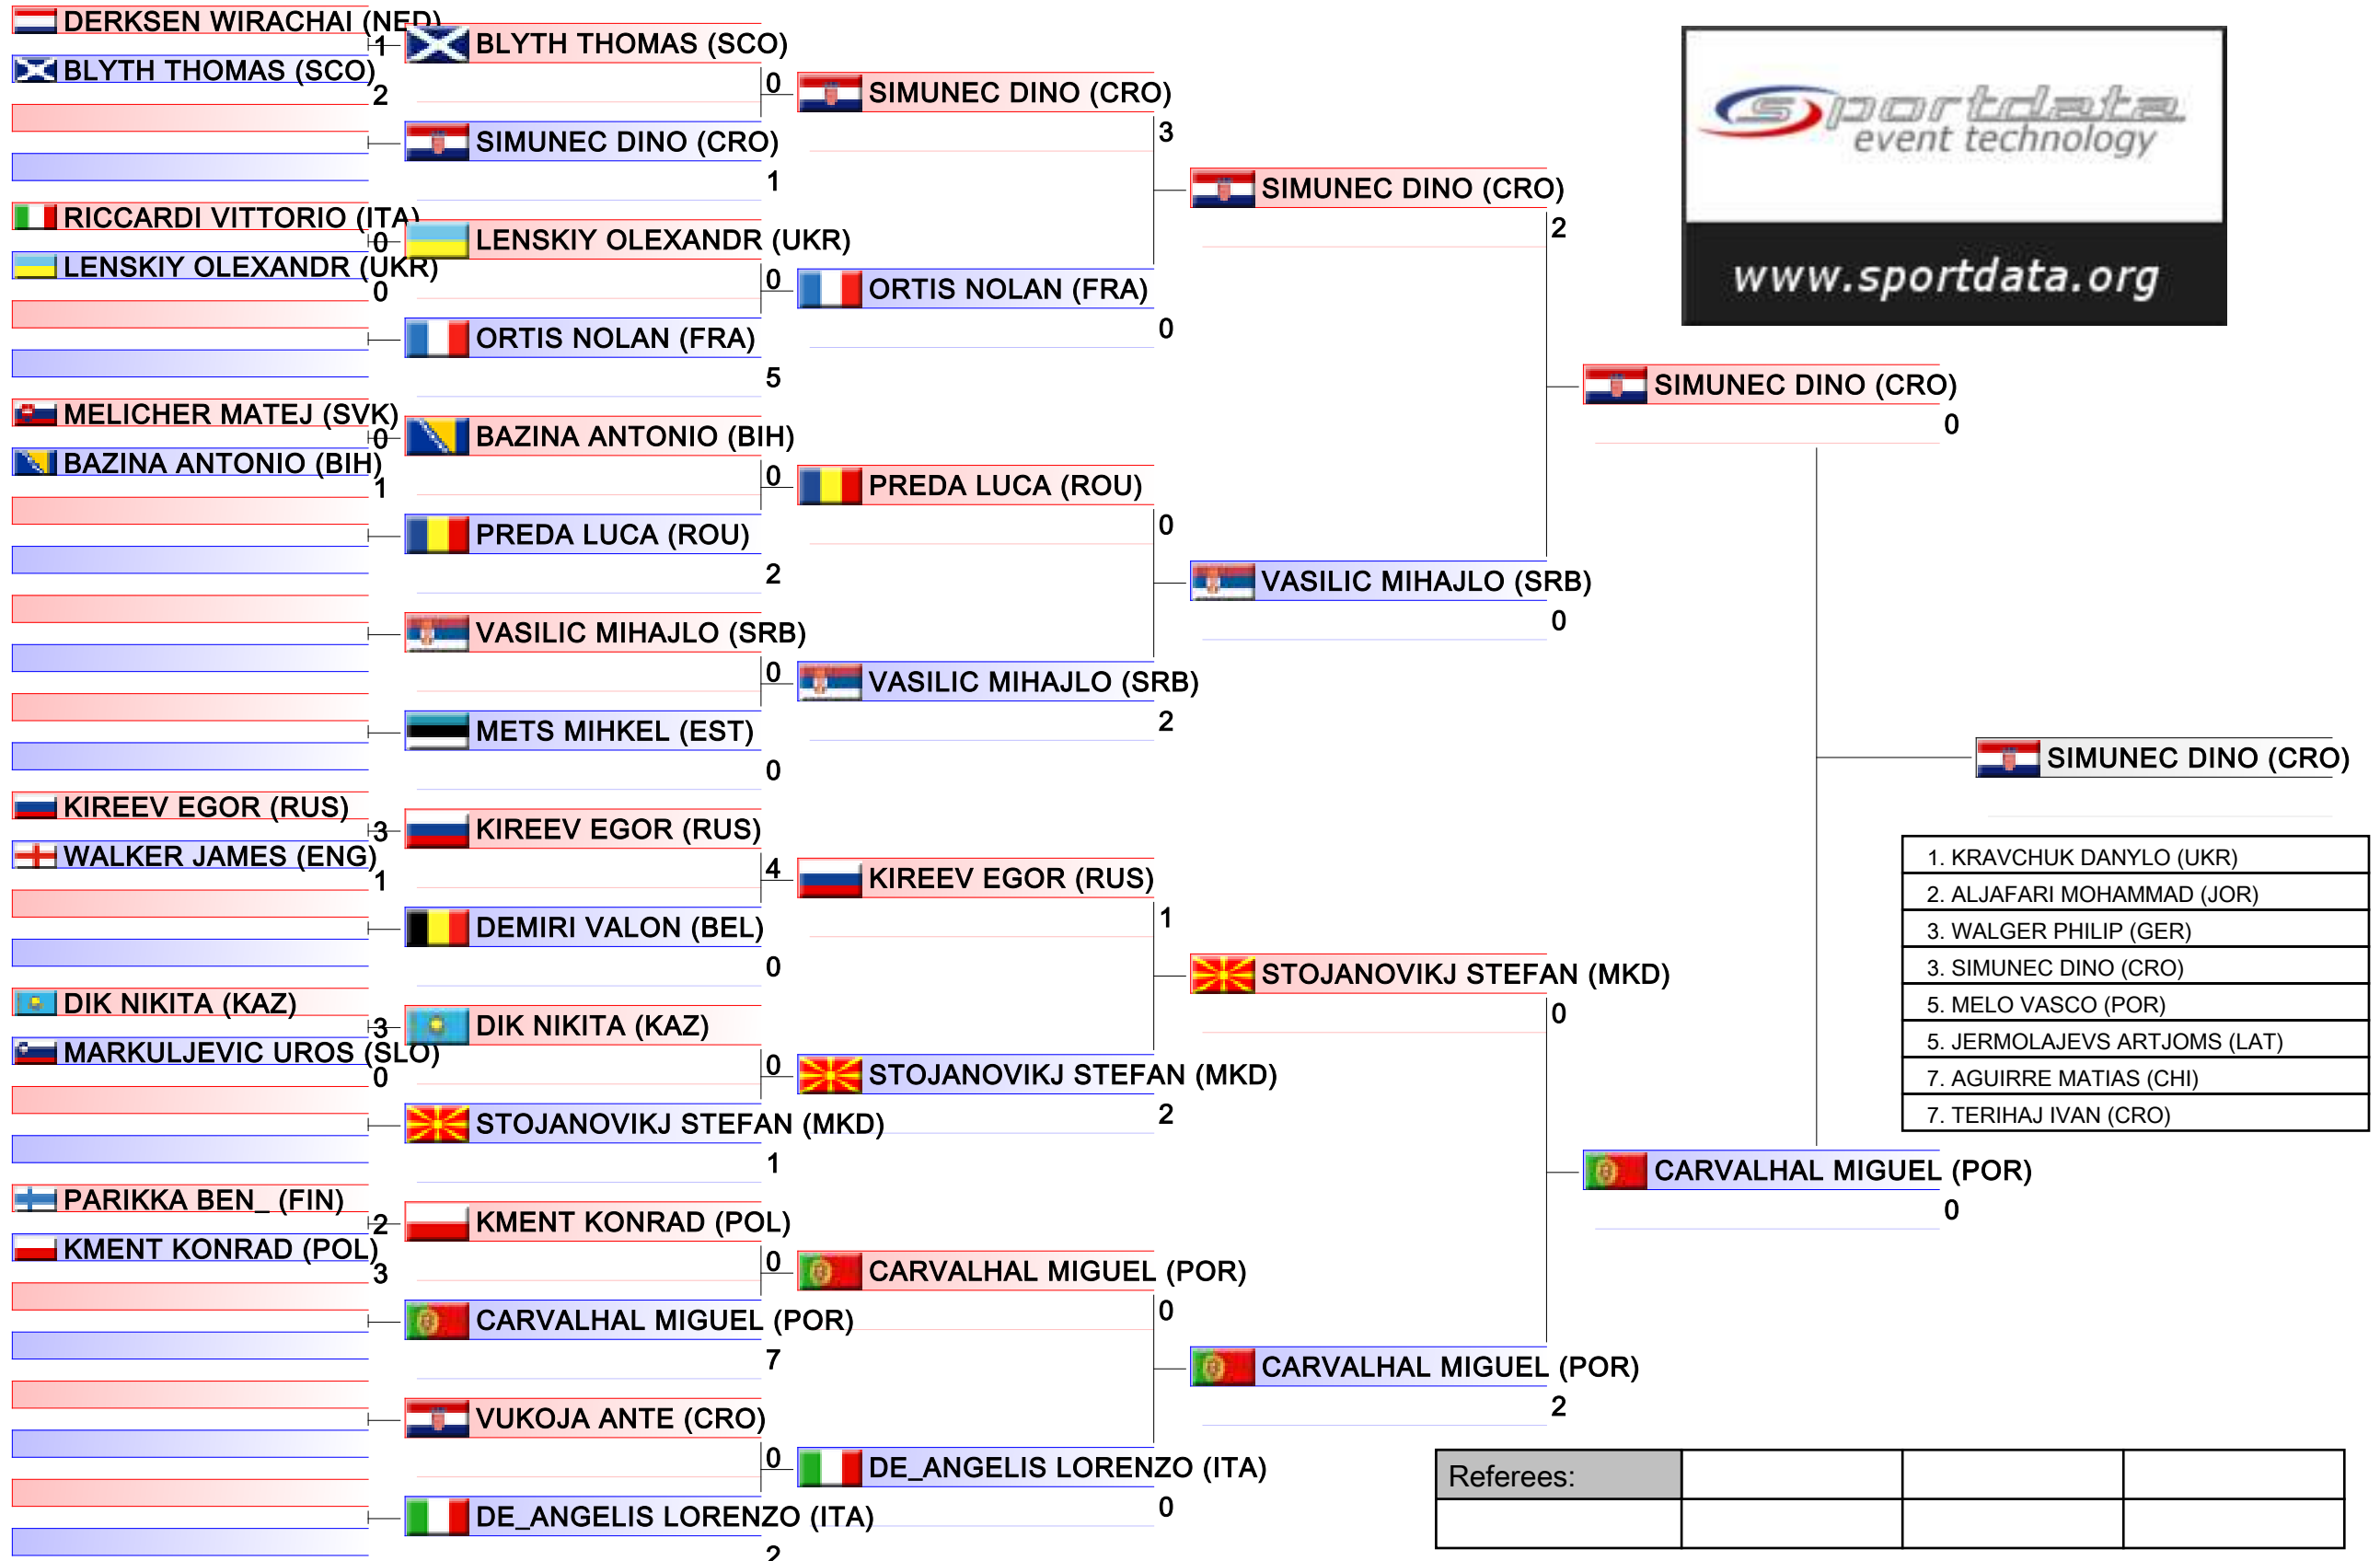 DERKSEN WIRACHAI (NED)
1
BLYTH THOMAS (SCO)
2
RICCARDI VITTORIO (ITA)
0
LENSKIY OLEXANDR (UKR)
0
MELICHER MATEJ (SVK)
0
BAZINA ANTONIO (BIH)
1
KIREEV EGOR (RUS)
3
WALKER JAMES (ENG)
1
DIK NIKITA (KAZ)
3
MARKULJEVIC UROS (SLO)
0
PARIKKA BEN_ (FIN)
2
KMENT KONRAD (POL)
3
BLYTH THOMAS (SCO)
0
SIMUNEC DINO (CRO)
1
LENSKIY OLEXANDR (UKR)
0
ORTIS NOLAN (FRA)
5
BAZINA ANTONIO (BIH)
0
PREDA LUCA (ROU)
2
VASILIC MIHAJLO (SRB)
0
METS MIHKEL (EST)
0
KIREEV EGOR (RUS)
4
DEMIRI VALON (BEL)
0
DIK NIKITA (KAZ)
0
STOJANOVIKJ STEFAN (MKD)
1
KMENT KONRAD (POL)
0
CARVALHAL MIGUEL (POR)
7
VUKOJA ANTE (CRO)
0
DE_ANGELIS LORENZO (ITA)
2
SIMUNEC DINO (CRO)
3
ORTIS NOLAN (FRA)
0
PREDA LUCA (ROU)
0
VASILIC MIHAJLO (SRB)
2
KIREEV EGOR (RUS)
1
STOJANOVIKJ STEFAN (MKD)
2
CARVALHAL MIGUEL (POR)
0
DE_ANGELIS LORENZO (ITA)
0
SIMUNEC DINO (CRO)
2
VASILIC MIHAJLO (SRB)
0
STOJANOVIKJ STEFAN (MKD)
0
CARVALHAL MIGUEL (POR)
2
SIMUNEC DINO (CRO)
0
CARVALHAL MIGUEL (POR)
0
SIMUNEC DINO (CRO)
sportdata
event technology
www.sportdata.org
1. KRAVCHUK DANYLO (UKR)
2. ALJAFARI MOHAMMAD (JOR)
3. WALGER PHILIP (GER)
3. SIMUNEC DINO (CRO)
5. MELO VASCO (POR)
5. JERMOLAJEVS ARTJOMS (LAT)
7. AGUIRRE MATIAS (CHI)
7. TERIHAJ IVAN (CRO)
Referees: